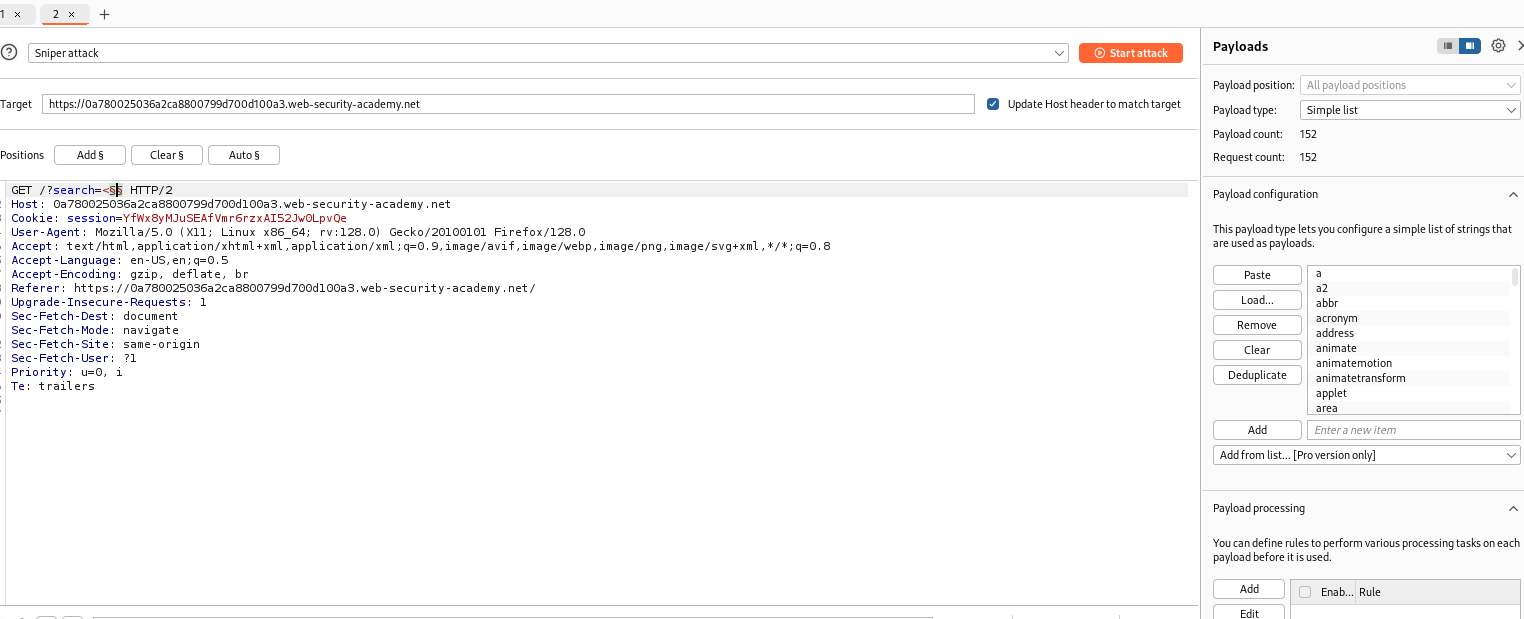 1 ×
2 ×
+
Sniper attack
Start attack
Target
https://0a780025036a2ca8800799d700d100a3.web-security-academy.net
Update Host header to match target
Positions
Add §
Clear §
Auto §
GET /?search=<§§ HTTP/2
Host: 0a780025036a2ca8800799d700d100a3.web-security-academy.net
Cookie: session=YfWx8yMJuSEAfVmr6rzxAI52Jw0LpvQe
User-Agent: Mozilla/5.0 (X11; Linux x86_64; rv:128.0) Gecko/20100101 Firefox/128.0
Accept: text/html,application/xhtml+xml,application/xml;q=0.9,image/avif,image/webp,image/png,image/svg+xml,*/*;q=0.8
Accept-Language: en-US,en;q=0.5
Accept-Encoding: gzip, deflate, br
Referer: https://0a780025036a2ca8800799d700d100a3.web-security-academy.net/
Upgrade-Insecure-Requests: 1
Sec-Fetch-Dest: document
Sec-Fetch-Mode: navigate
Sec-Fetch-Site: same-origin
Sec-Fetch-User: ?1
Priority: u=0, i
Te: trailers
Payloads
Payload position: All payload positions
Payload type: Simple list
Payload count: 152
Request count: 152
Payload configuration
This payload type lets you configure a simple list of strings that
are used as payloads.
Paste
Load...
Remove
Clear
Deduplicate
a
a2
abbr
acronym
address
animate
animatemotion
animatetransform
applet
area
Add
Enter a new item
Add from list... [Pro version only]
Payload processing
You can define rules to perform various processing tasks on each
payload before it is used.
Add
Enab... Rule
Edit